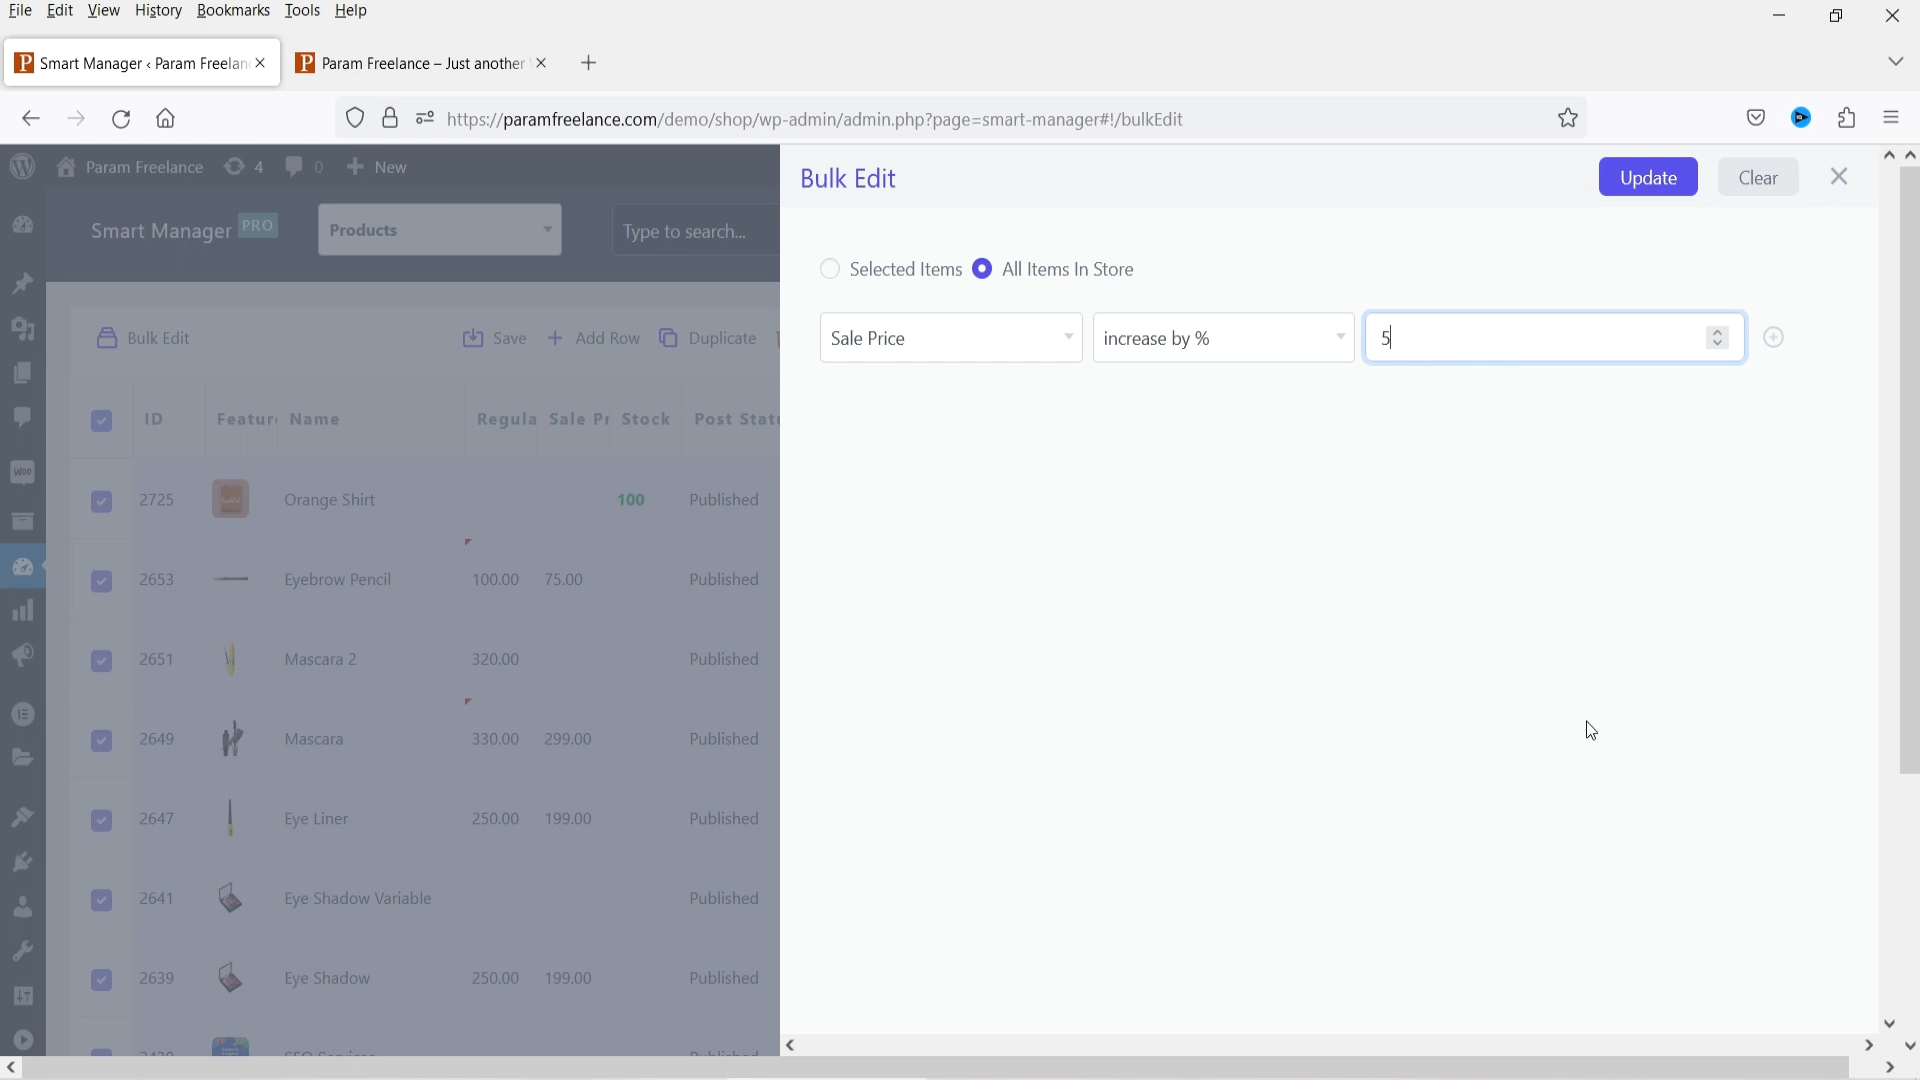 File Edit View History Bookmarks Tools Help
Smart Manager ‹ Param Freelan
Param Freelance – Just another
https://paramfreelance.com/demo/shop/wp-admin/admin.php?page=smart-manager#!/bulkEdit
Param Freelance 4 0 New
Bulk Edit Update Clear
Smart Manager PRO Products Type to search...
Selected Items All Items In Store
Bulk Edit Save Add Row Duplicate
Sale Price increase by % 5
ID Featur Name Regula Sale Pr Stock Post Stat
2725 Orange Shirt 100 Published
2653 Eyebrow Pencil 100.00 75.00 Published
2651 Mascara 2 320.00 Published
2649 Mascara 330.00 299.00 Published
2647 Eye Liner 250.00 199.00 Published
2641 Eye Shadow Variable Published
2639 Eye Shadow 250.00 199.00 Published